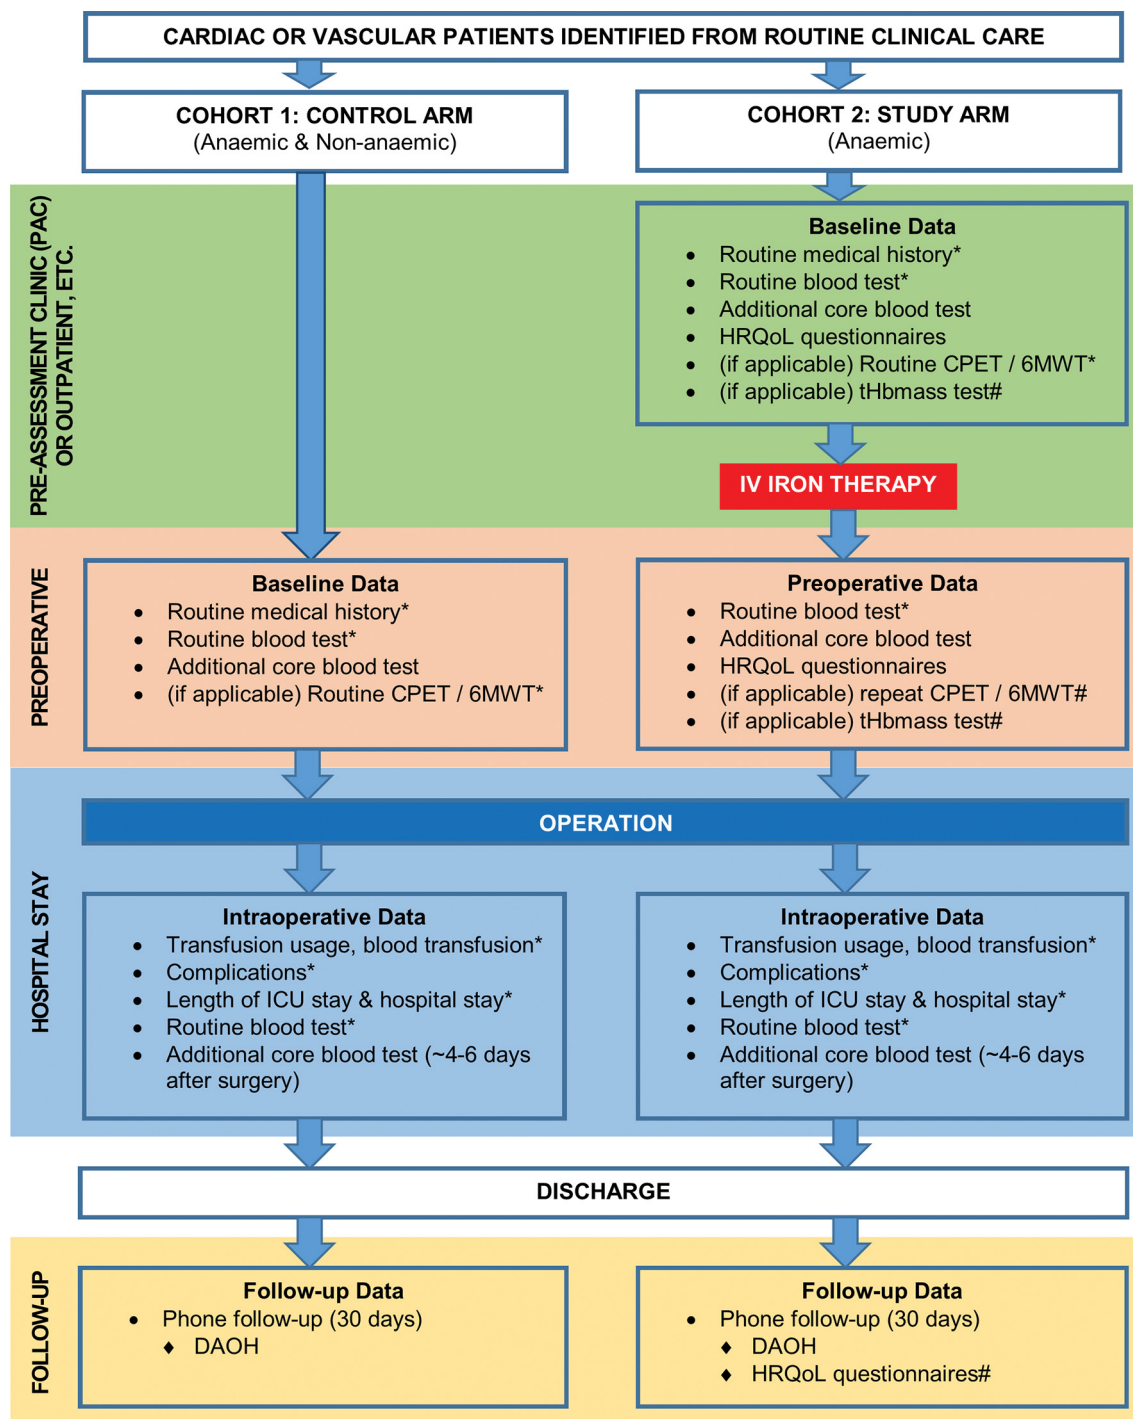 CARDIAC OR VASCULAR PATIENTS IDENTIFIED FROM ROUTINE CLINICAL CARE
COHORT 1: CONTROL ARM
(Anaemic & Non-anaemic)
COHORT 2: STUDY ARM
(Anaemic)
PRE-ASSESSMENT CLINIC (PAC)
OR OUTPATIENT, ETC.
Baseline Data
• Routine medical history*
• Routine blood test*
• Additional core blood test
• HRQoL questionnaires
• (if applicable) Routine CPET / 6MWT*
• (if applicable) tHbmass test#
IV IRON THERAPY
PREOPERATIVE
Baseline Data
• Routine medical history*
• Routine blood test*
• Additional core blood test
• (if applicable) Routine CPET / 6MWT*
Preoperative Data
• Routine blood test*
• Additional core blood test
• HRQoL questionnaires
• (if applicable) repeat CPET / 6MWT#
• (if applicable) tHbmass test#
HOSPITAL STAY
OPERATION
Intraoperative Data
• Transfusion usage, blood transfusion*
• Complications*
• Length of ICU stay & hospital stay*
• Routine blood test*
• Additional core blood test (~4-6 days
after surgery)
Intraoperative Data
• Transfusion usage, blood transfusion*
• Complications*
• Length of ICU stay & hospital stay*
• Routine blood test*
• Additional core blood test (~4-6 days
after surgery)
DISCHARGE
FOLLOW-UP
Follow-up Data
• Phone follow-up (30 days)
♦ DAOH
Follow-up Data
• Phone follow-up (30 days)
♦ DAOH
♦ HRQoL questionnaires#